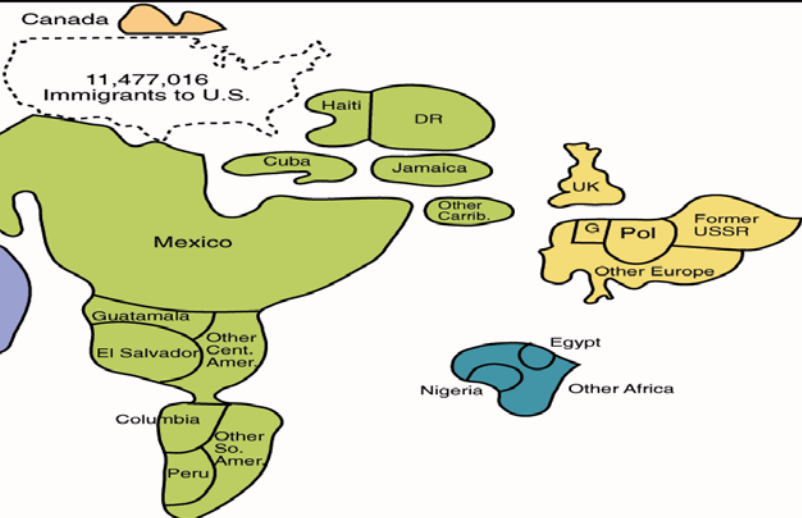 Canada
11,477,016
Immigrants to U.S.
Haiti
DR
Cuba
Jamaica
Other
Carrib.
Mexico
UK
G
Pol
Former
USSR
Other Europe
Guatamala
El Salvador
Other
Cent.
Amer.
Egypt
Nigeria
Other Africa
Columbia
Other
So.
Amer.
Peru